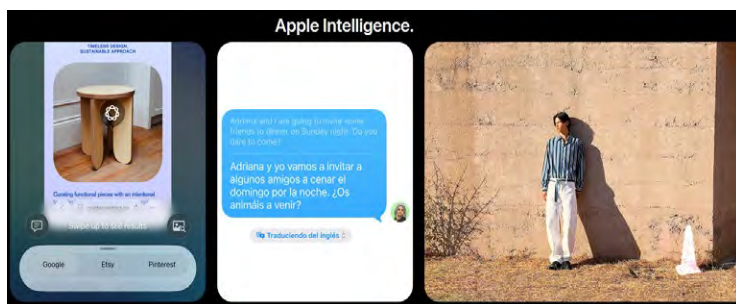 Apple Intelligence.
TIMELESS DESIGN,
SUSTAINABLE APPROACH
Curating functional pieces with an intentional
Swipe up to see results
Google
Etsy
Pinterest
Adriana and I are going to invite some
friends to dinner on Sunday night. Do you
care to come?
Adriana y yo vamos a invitar a
algunos amigos a cenar el
domingo por la noche. ¿Os
animáis a venir?
Traduciendo del inglés